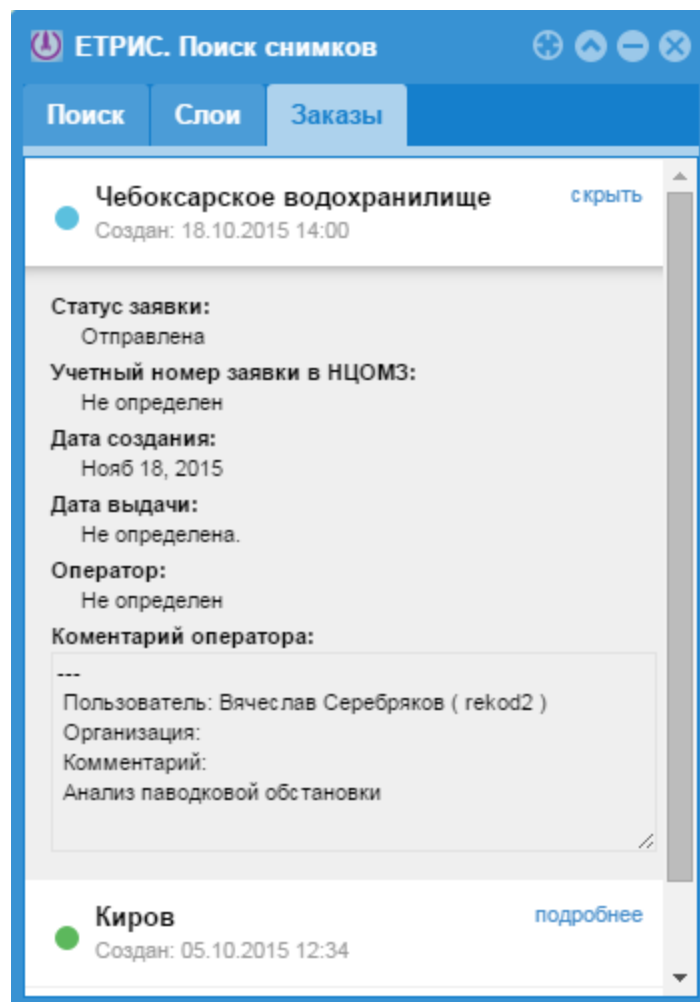 ЕТРИС. Поиск снимков
Поиск Слои Заказы
Чебоксарское водохранилище скрыть
Создан: 18.10.2015 14:00
Статус заявки:
Отправлена
Учетный номер заявки в НЦОМЗ:
Не определен
Дата создания:
Нояб 18, 2015
Дата выдачи:
Не определена.
Оператор:
Не определен
Коментарий оператора:
---
Пользователь: Вячеслав Серебряков ( rekod2 )
Организация:
Комментарий:
Анализ паводковой обстановки
Киров подробнее
Создан: 05.10.2015 12:34